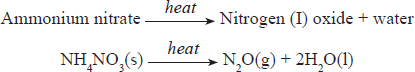 Ammonium nitrate heat Nitrogen (I) oxide + water
NH₄NO₃(s) heat N₂O(g) + 2H₂O(l)